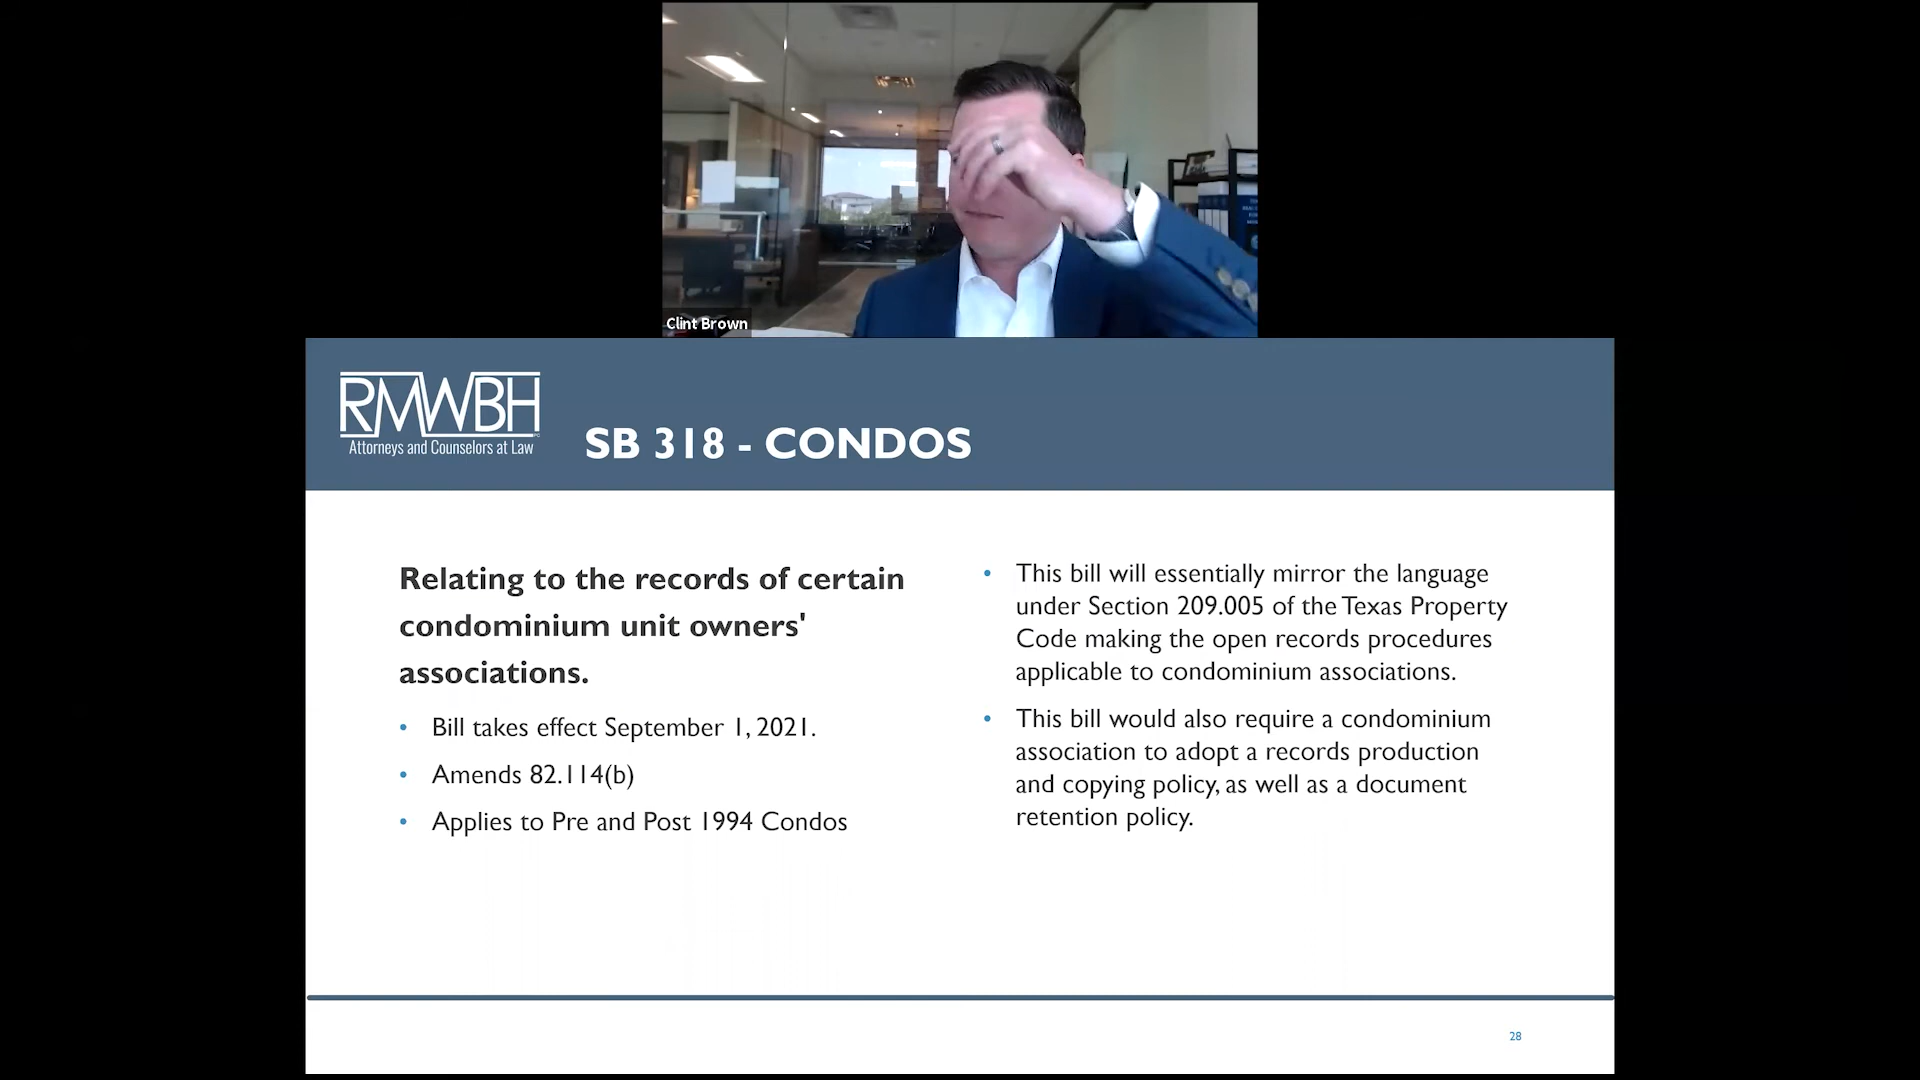 Clint Brown
RMWBH
Attorneys and Counselors at Law
SB 318 - CONDOS
Relating to the records of certain
condominium unit owners'
associations.
• Bill takes effect September 1, 2021.
• Amends 82.114(b)
• Applies to Pre and Post 1994 Condos
• This bill will essentially mirror the language
under Section 209.005 of the Texas Property
Code making the open records procedures
applicable to condominium associations.
• This bill would also require a condominium
association to adopt a records production
and copying policy, as well as a document
retention policy.
28